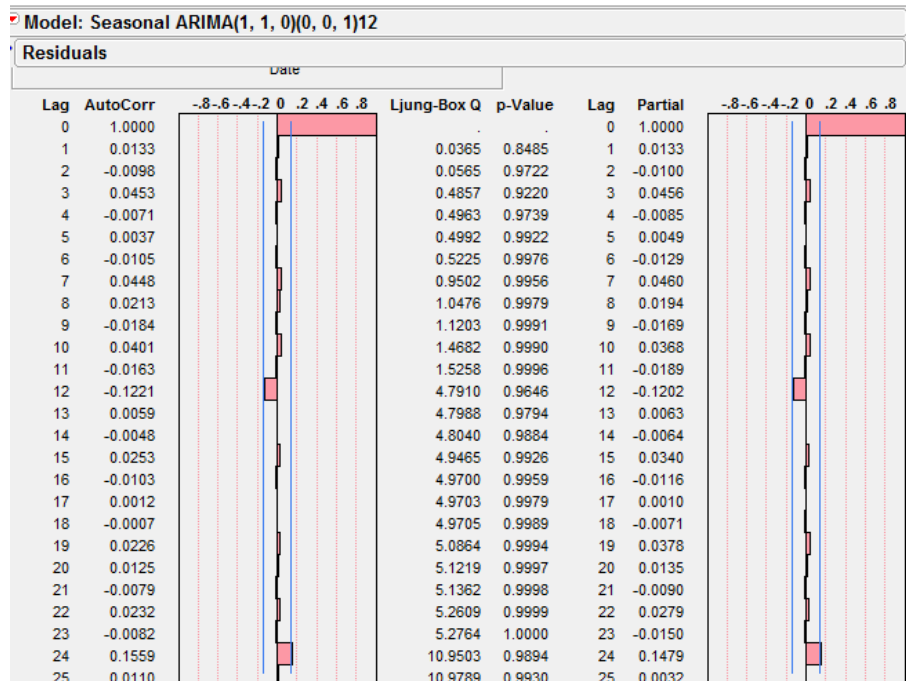 Model: Seasonal ARIMA(1, 1, 0)(0, 0, 1)12
Residuals
Date
Lag AutoCorr -.8-.6-.4-.2 0 .2 .4 .6 .8 Ljung-Box Q p-Value Lag Partial -.8-.6-.4-.2 0 .2 .4 .6 .8
0 1.0000 . . 0 1.0000
1 0.0133 0.0365 0.8485 1 0.0133
2 -0.0098 0.0565 0.9722 2 -0.0100
3 0.0453 0.4857 0.9220 3 0.0456
4 -0.0071 0.4963 0.9739 4 -0.0085
5 0.0037 0.4992 0.9922 5 0.0049
6 -0.0105 0.5225 0.9976 6 -0.0129
7 0.0448 0.9502 0.9956 7 0.0460
8 0.0213 1.0476 0.9979 8 0.0194
9 -0.0184 1.1203 0.9991 9 -0.0169
10 0.0401 1.4682 0.9990 10 0.0368
11 -0.0163 1.5258 0.9996 11 -0.0189
12 -0.1221 4.7910 0.9646 12 -0.1202
13 0.0059 4.7988 0.9794 13 0.0063
14 -0.0048 4.8040 0.9884 14 -0.0064
15 0.0253 4.9465 0.9926 15 0.0340
16 -0.0103 4.9700 0.9959 16 -0.0116
17 0.0012 4.9703 0.9979 17 0.0010
18 -0.0007 4.9705 0.9989 18 -0.0071
19 0.0226 5.0864 0.9994 19 0.0378
20 0.0125 5.1219 0.9997 20 0.0135
21 -0.0079 5.1362 0.9998 21 -0.0090
22 0.0232 5.2609 0.9999 22 0.0279
23 -0.0082 5.2764 1.0000 23 -0.0150
24 0.1559 10.9503 0.9894 24 0.1479
25 0.0110 10.9789 0.9930 25 0.0032